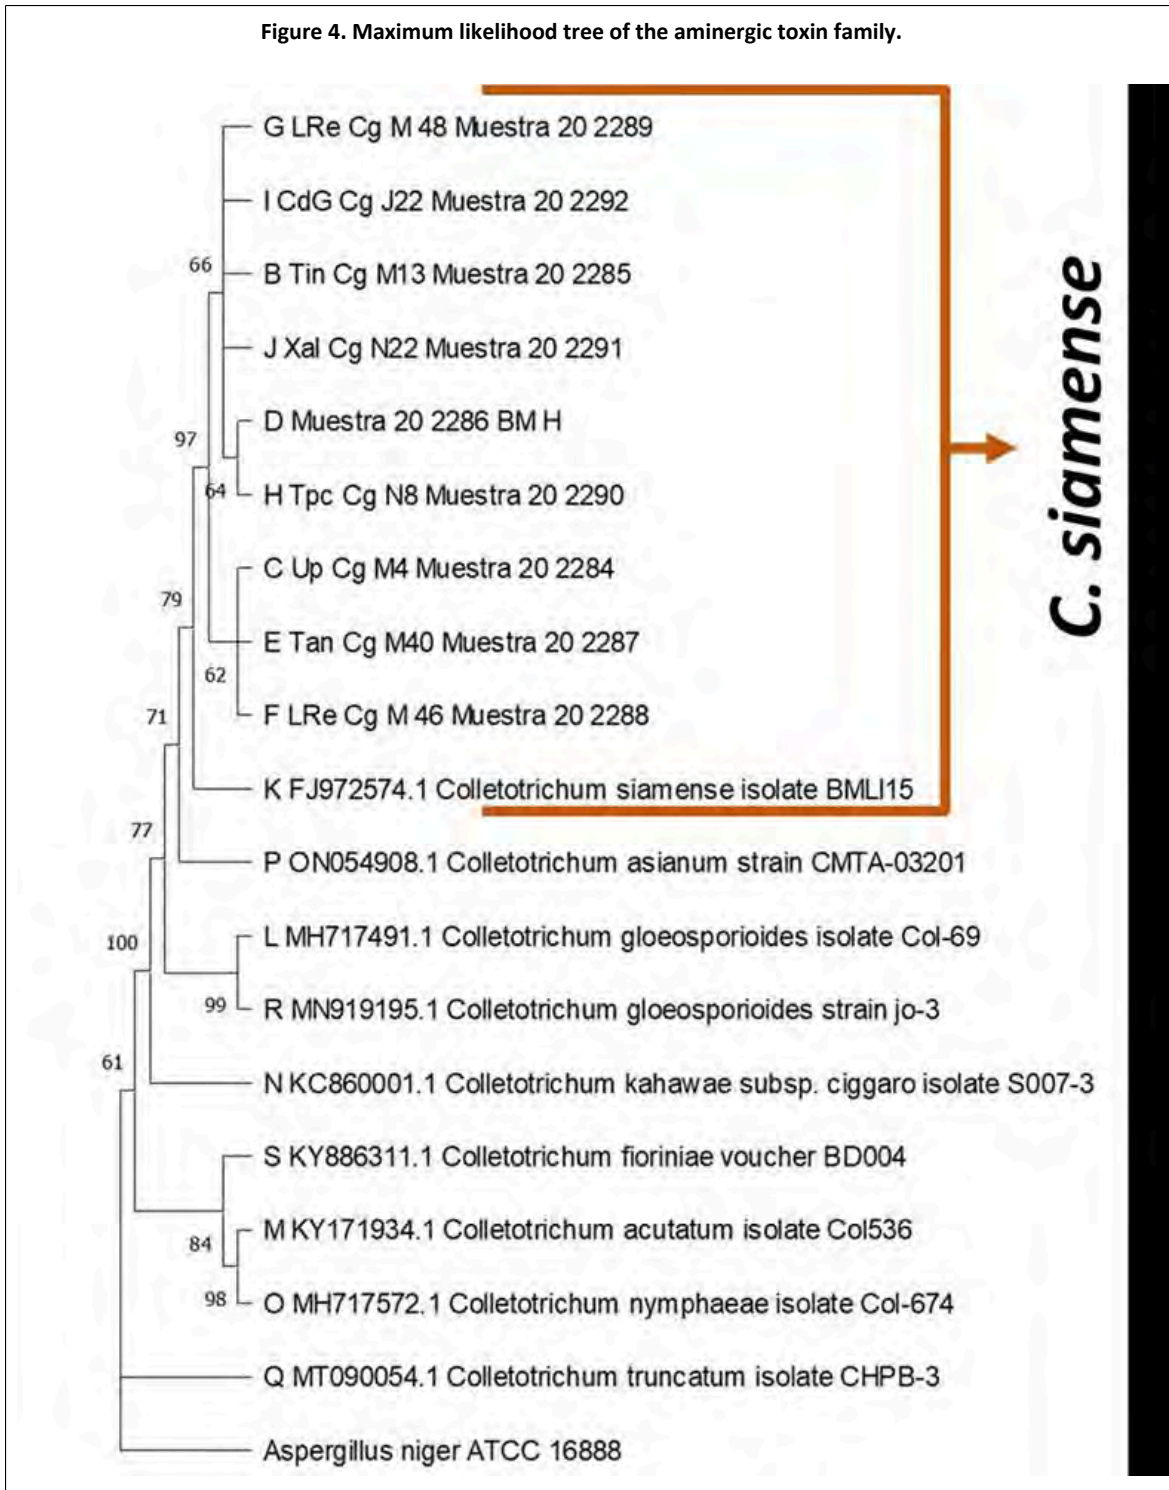 Figure 4. Maximum likelihood tree of the aminergic toxin family.
G LRe Cg M 48 Muestra 20 2289
I CdG Cg J22 Muestra 20 2292
66
B Tin Cg M13 Muestra 20 2285
J Xal Cg N22 Muestra 20 2291
D Muestra 20 2286 BM H
97
64
H Tpc Cg N8 Muestra 20 2290
C Up Cg M4 Muestra 20 2284
79
E Tan Cg M40 Muestra 20 2287
62
F LRe Cg M 46 Muestra 20 2288
71
K FJ972574.1 Colletotrichum siamense isolate BMLI15
C. siamense
77
P ON054908.1 Colletotrichum asianum strain CMTA-03201
L MH717491.1 Colletotrichum gloeosporioides isolate Col-69
100
99
R MN919195.1 Colletotrichum gloeosporioides strain jo-3
61
N KC860001.1 Colletotrichum kahawae subsp. ciggaro isolate S007-3
S KY886311.1 Colletotrichum fioriniae voucher BD004
M KY171934.1 Colletotrichum acutatum isolate Col536
84
98
O MH717572.1 Colletotrichum nymphaeae isolate Col-674
Q MT090054.1 Colletotrichum truncatum isolate CHPB-3
Aspergillus niger ATCC 16888